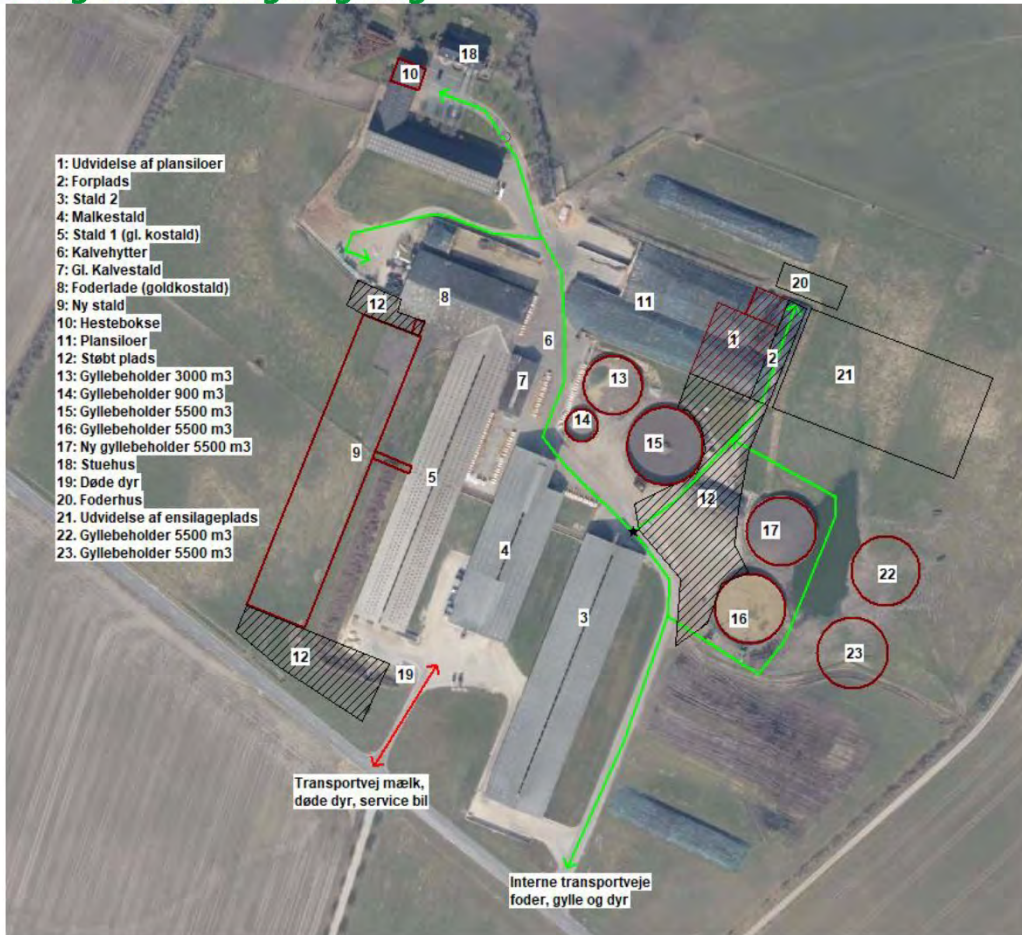 18
10
1: Udvidelse af plansiloer
2: Forplads
3: Stald 2
4: Malkestald
5: Stald 1 (gl. kostald)
6: Kalvehytter
7: Gl. Kalvestald
8: Foderlade (goldkostald)
9: Ny stald
10: Hestebokse
11: Plansiloer
12: Støbt plads
13: Gyllebeholder 3000 m3
14: Gyllebeholder 900 m3
15: Gyllebeholder 5500 m3
16: Gyllebeholder 5500 m3
17: Ny gyllebeholder 5500 m3
18: Stuehus
19: Døde dyr
20: Foderhus
21: Udvidelse af ensilageplads
22. Gyllebeholder 5500 m3
23. Gyllebeholder 5500 m3
20
8
12
11
1
6
2
21
7
13
14
15
9
5
12
17
4
22
3
16
23
12
19
Transportvej mælk,
døde dyr, service bil
Interne transportveje
foder, gylle og dyr